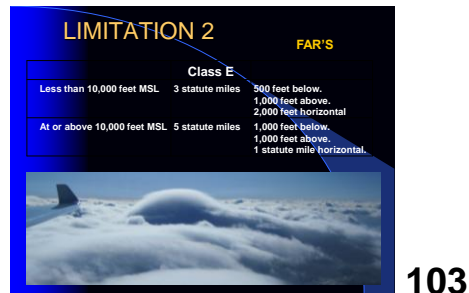 LIMITATION 2
FAR'S
Class E
Less than 10,000 feet MSL 3 statute miles 500 feet below.
1,000 feet above.
2,000 feet horizontal
At or above 10,000 feet MSL 5 statute miles 1,000 feet below.
1,000 feet above.
1 statute mile horizontal.
103